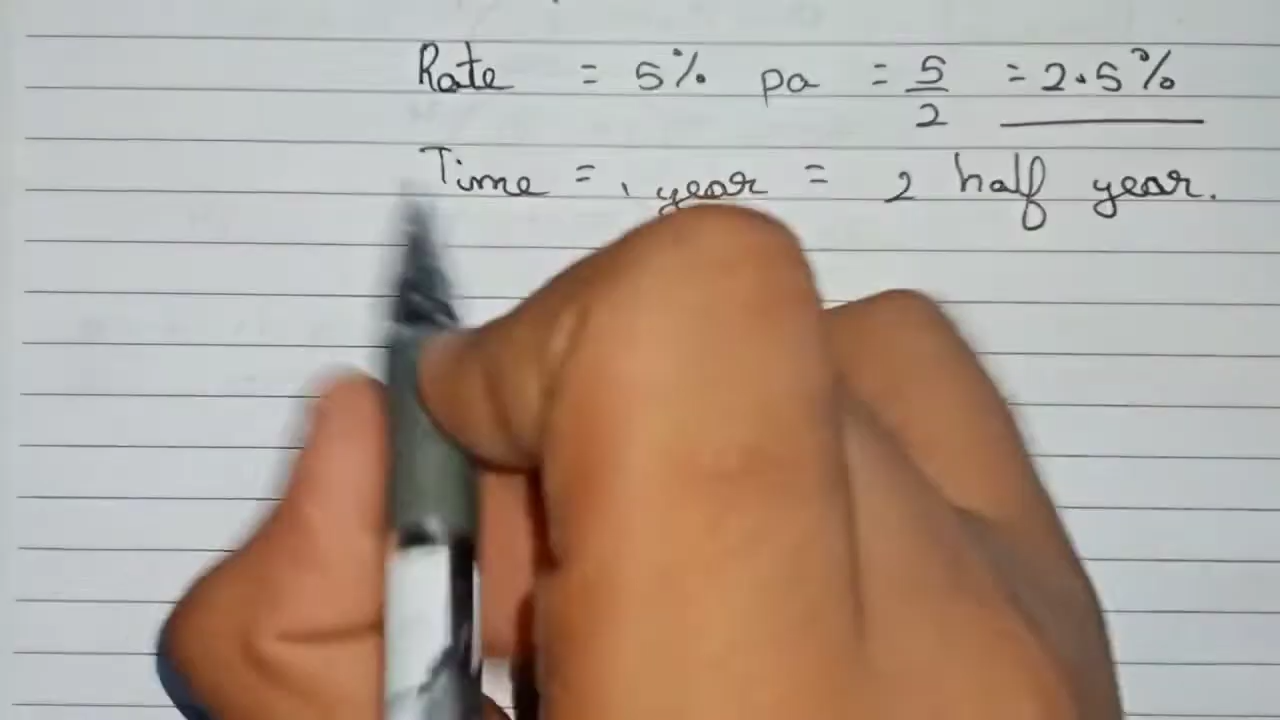 Rate = 5% pa = 5/2 = 2.5%
Time = 1 year = 2 half year.